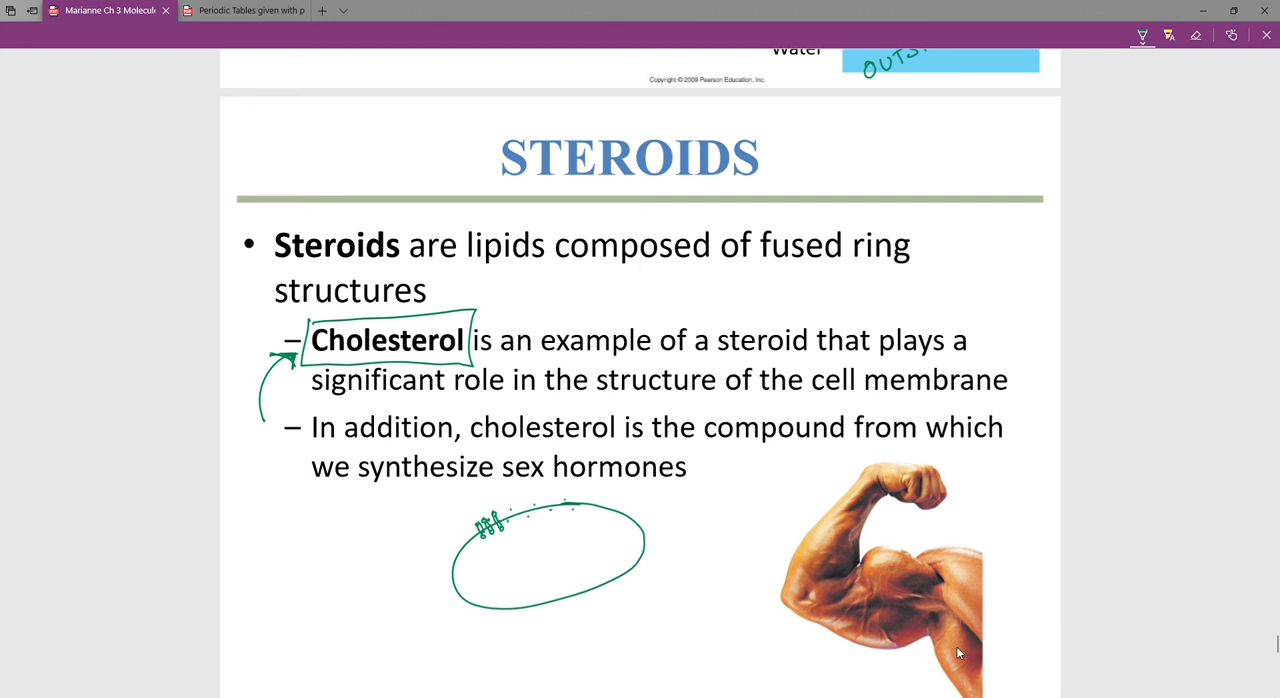 Marianne Ch 3 Molecul
Periodic Tables given with p
Water
OUTS
Copyright © 2009 Pearson Education, Inc.
STEROIDS
• Steroids are lipids composed of fused ring
structures
– Cholesterol is an example of a steroid that plays a
significant role in the structure of the cell membrane
– In addition, cholesterol is the compound from which
we synthesize sex hormones